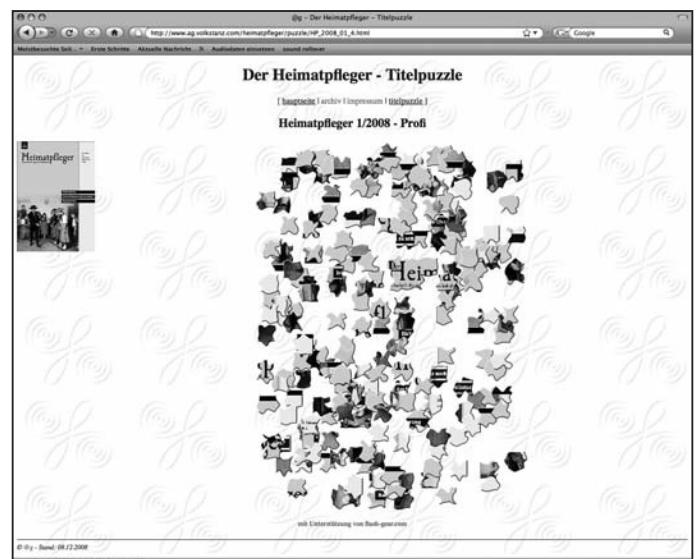 @g - Der Heimatpfleger - Titelpuzzle
http://www.ag.volkstanz.com/heimatpfleger/puzzle/HP_2008_01_4.html
Google
Meistbesuchte Seit... Erste Schritte Aktuelle Nachricht... Audiodaten einsetzen sound rollover
Der Heimatpfleger - Titelpuzzle
[ hauptseite | archiv | impressum | titelpuzzle ]
Heimatpfleger 1/2008 - Profi
Heimatpfleger
Der
Heima
mit Unterstützung von flash-gear.com
© @g - Stand: 08.12.2008